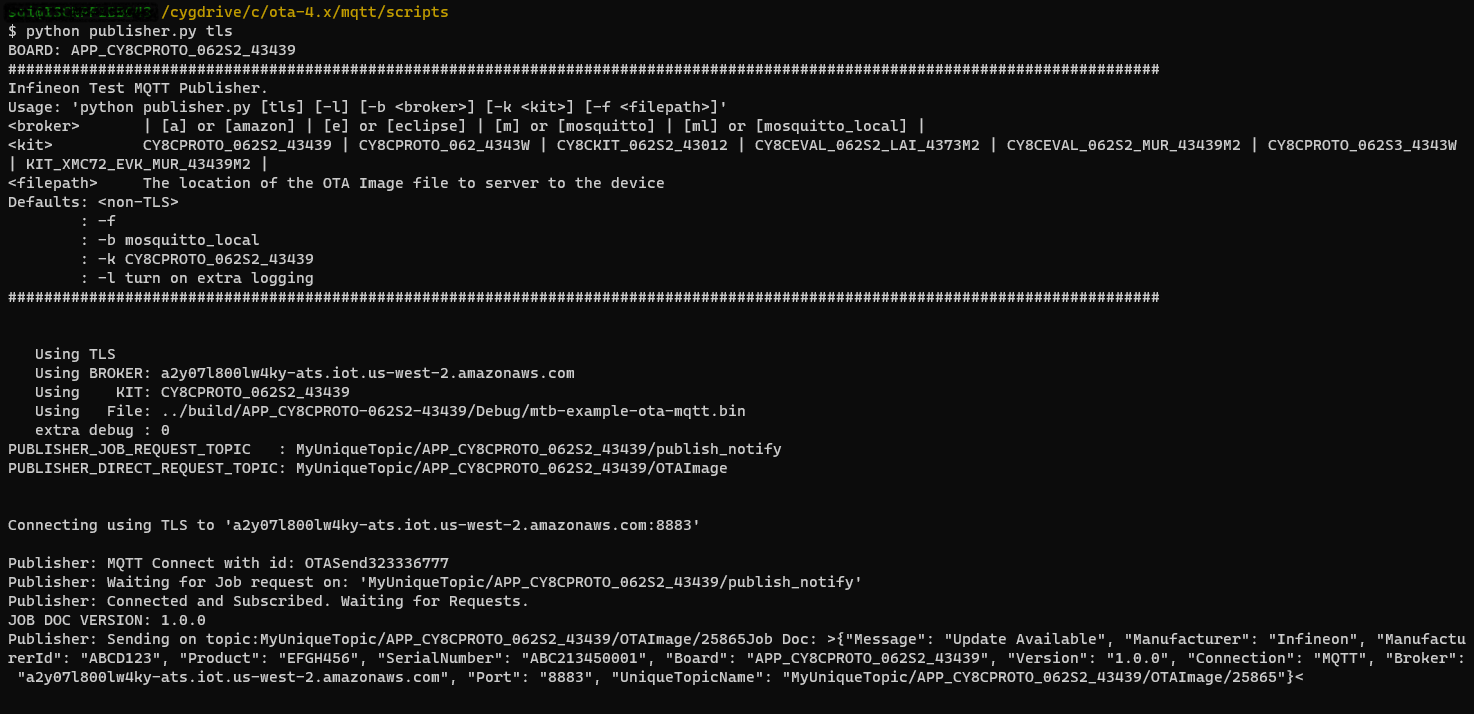 /cygdrive/c/ota-4.x/mqtt/scripts
$ python publisher.py tls
BOARD: APP_CY8CPROTO_062S2_43439
################################################################################################################################
Infineon Test MQTT Publisher.
Usage: 'python publisher.py [tls] [-l] [-b <broker>] [-k <kit>] [-f <filepath>]'
<broker>       | [a] or [amazon] | [e] or [eclipse] | [m] or [mosquitto] | [ml] or [mosquitto_local] |
<kit>          CY8CPROTO_062S2_43439 | CY8CPROTO_062_4343W | CY8CKIT_062S2_43012 | CY8CEVAL_062S2_LAI_4373M2 | CY8CEVAL_062S2_MUR_43439M2 | CY8CPROTO_062S3_4343W
| KIT_XMC72_EVK_MUR_43439M2 |
<filepath>     The location of the OTA Image file to server to the device
Defaults: <non-TLS>
        : -f
        : -b mosquitto_local
        : -k CY8CPROTO_062S2_43439
        : -l turn on extra logging
################################################################################################################################
   Using TLS
   Using BROKER: a2y07l800lw4ky-ats.iot.us-west-2.amazonaws.com
   Using    KIT: CY8CPROTO_062S2_43439
   Using   File: ../build/APP_CY8CPROTO-062S2-43439/Debug/mtb-example-ota-mqtt.bin
   extra debug : 0
PUBLISHER_JOB_REQUEST_TOPIC   : MyUniqueTopic/APP_CY8CPROTO_062S2_43439/publish_notify
PUBLISHER_DIRECT_REQUEST_TOPIC: MyUniqueTopic/APP_CY8CPROTO_062S2_43439/OTAImage
Connecting using TLS to 'a2y07l800lw4ky-ats.iot.us-west-2.amazonaws.com:8883'
Publisher: MQTT Connect with id: OTASend323336777
Publisher: Waiting for Job request on: 'MyUniqueTopic/APP_CY8CPROTO_062S2_43439/publish_notify'
Publisher: Connected and Subscribed. Waiting for Requests.
JOB DOC VERSION: 1.0.0
Publisher: Sending on topic:MyUniqueTopic/APP_CY8CPROTO_062S2_43439/OTAImage/25865Job Doc: >{"Message": "Update Available", "Manufacturer": "Infineon", "Manufactu
rerId": "ABCD123", "Product": "EFGH456", "SerialNumber": "ABC213450001", "Board": "APP_CY8CPROTO_062S2_43439", "Version": "1.0.0", "Connection": "MQTT", "Broker":
 "a2y07l800lw4ky-ats.iot.us-west-2.amazonaws.com", "Port": "8883", "UniqueTopicName": "MyUniqueTopic/APP_CY8CPROTO_062S2_43439/OTAImage/25865"}<